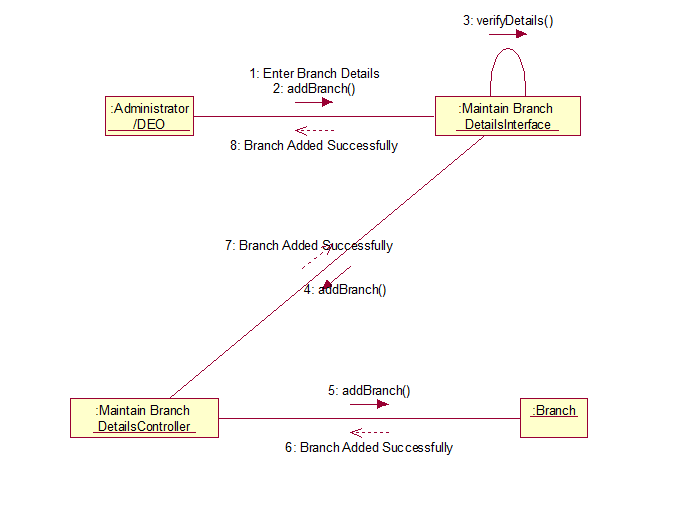 3: verifyDetails()
1: Enter Branch Details
2: addBranch()
:Administrator
/DEO
:Maintain Branch
DetailsInterface
8: Branch Added Successfully
7: Branch Added Successfully
4: addBranch()
5: addBranch()
:Maintain Branch
DetailsController
:Branch
6: Branch Added Successfully